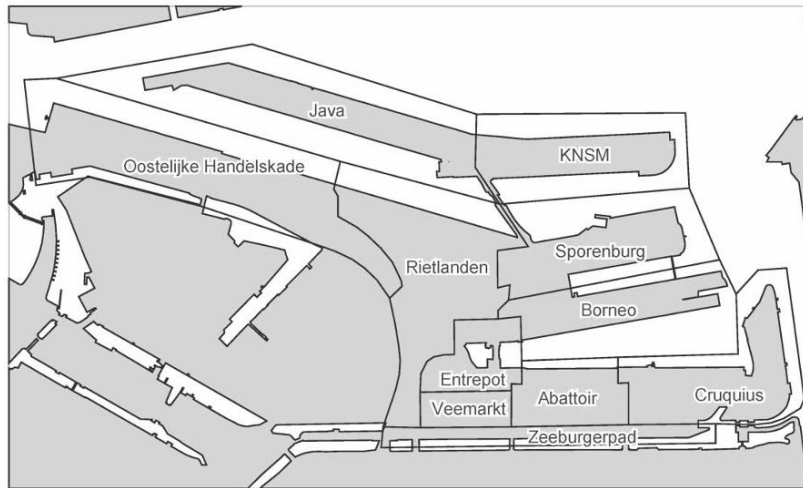 Java
KNSM
Oostelijke Handelskade
Sporenburg
Rietlanden
Borneo
Entrepot
Veemarkt
Abattoir
Cruquius
Zeeburgerpad